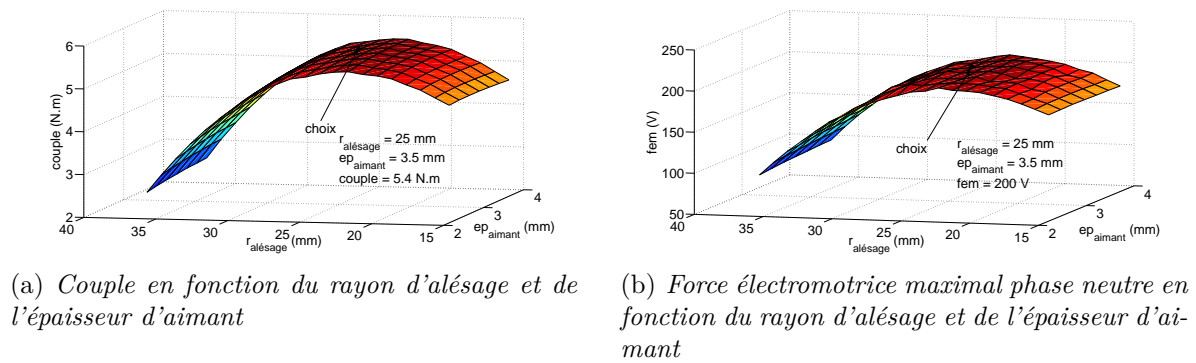 6
5
4
3
2
couple (N.m)
40
35
30
25
20
15
r_alésage (mm)
2
3
4
ep_aimant (mm)
choix
r_alésage = 25 mm
ep_aimant = 3.5 mm
couple = 5.4 N.m
250
200
150
100
50
fem (V)
40
35
30
25
20
15
r_alésage (mm)
2
3
4
ep_aimant (mm)
choix
r_alésage = 25 mm
ep_aimant = 3.5 mm
fem = 200 V
(a) Couple en fonction du rayon d'alésage et de
l'épaisseur d'aimant
(b) Force électromotrice maximal phase neutre en
fonction du rayon d'alésage et de l'épaisseur d'ai-
mant